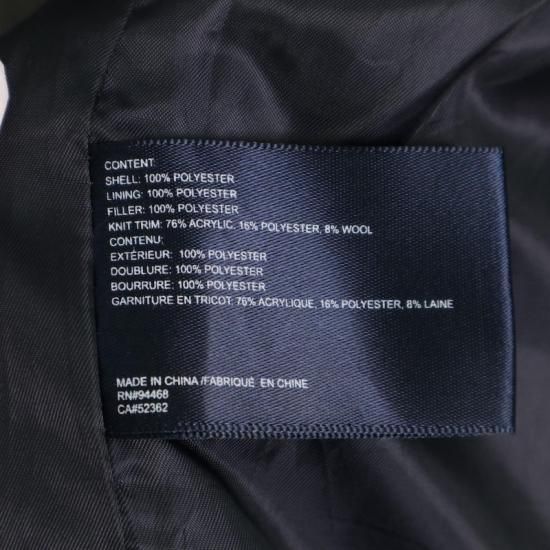 CONTENT:
SHELL: 100% POLYESTER
LINING: 100% POLYESTER
FILLER: 100% POLYESTER
KNIT TRIM: 76% ACRYLIC, 16% POLYESTER, 8% WOOL
CONTENU:
EXTÉRIEUR: 100% POLYESTER
DOUBLURE: 100% POLYESTER
BOURRURE: 100% POLYESTER
GARNITURE EN TRICOT: 76% ACRYLIQUE, 16% POLYESTER, 8% LAINE
MADE IN CHINA /FABRIQUÉ EN CHINE
RN#94468
CA#52362